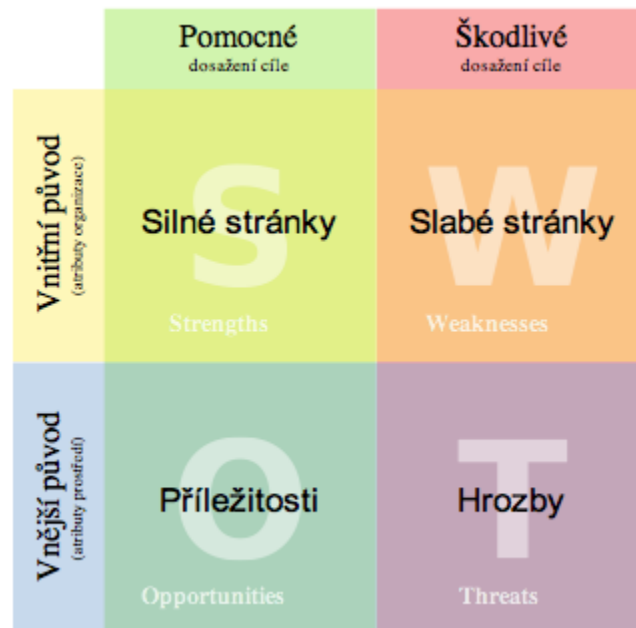 Pomocné
dosažení cíle
Škodlivé
dosažení cíle
Vnitřní původ
(atributy organizace)
S
Silné stránky
Strengths
W
Slabé stránky
Weaknesses
Vnější původ
(atributy prostředí)
O
Příležitosti
Opportunities
T
Hrozby
Threats